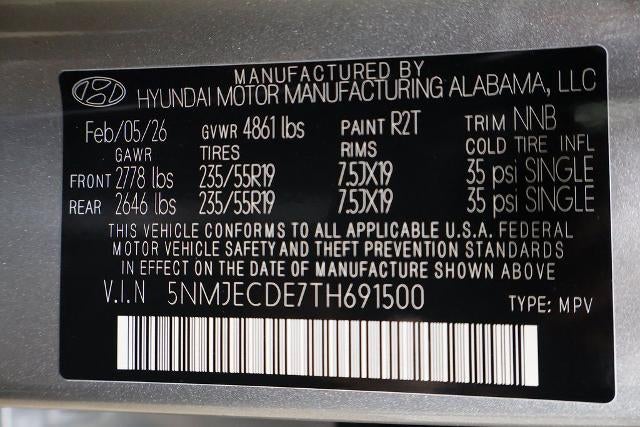 MANUFACTURED BY
HYUNDAI MOTOR MANUFACTURING ALABAMA, LLC
Feb/05/26 GVWR 4861 lbs PAINT R2T TRIM NNB
GAWR TIRES RIMS COLD TIRE INFL
FRONT 2778 lbs 235/55R19 7.5JX19 35 psi SINGLE
REAR 2646 lbs 235/55R19 7.5JX19 35 psi SINGLE
THIS VEHICLE CONFORMS TO ALL APPLICABLE U.S.A. FEDERAL
MOTOR VEHICLE SAFETY AND THEFT PREVENTION STANDARDS
IN EFFECT ON THE DATE OF MANUFACTURE SHOWN ABOVE
V.I.N 5NMJECDE7TH691500 TYPE: MPV